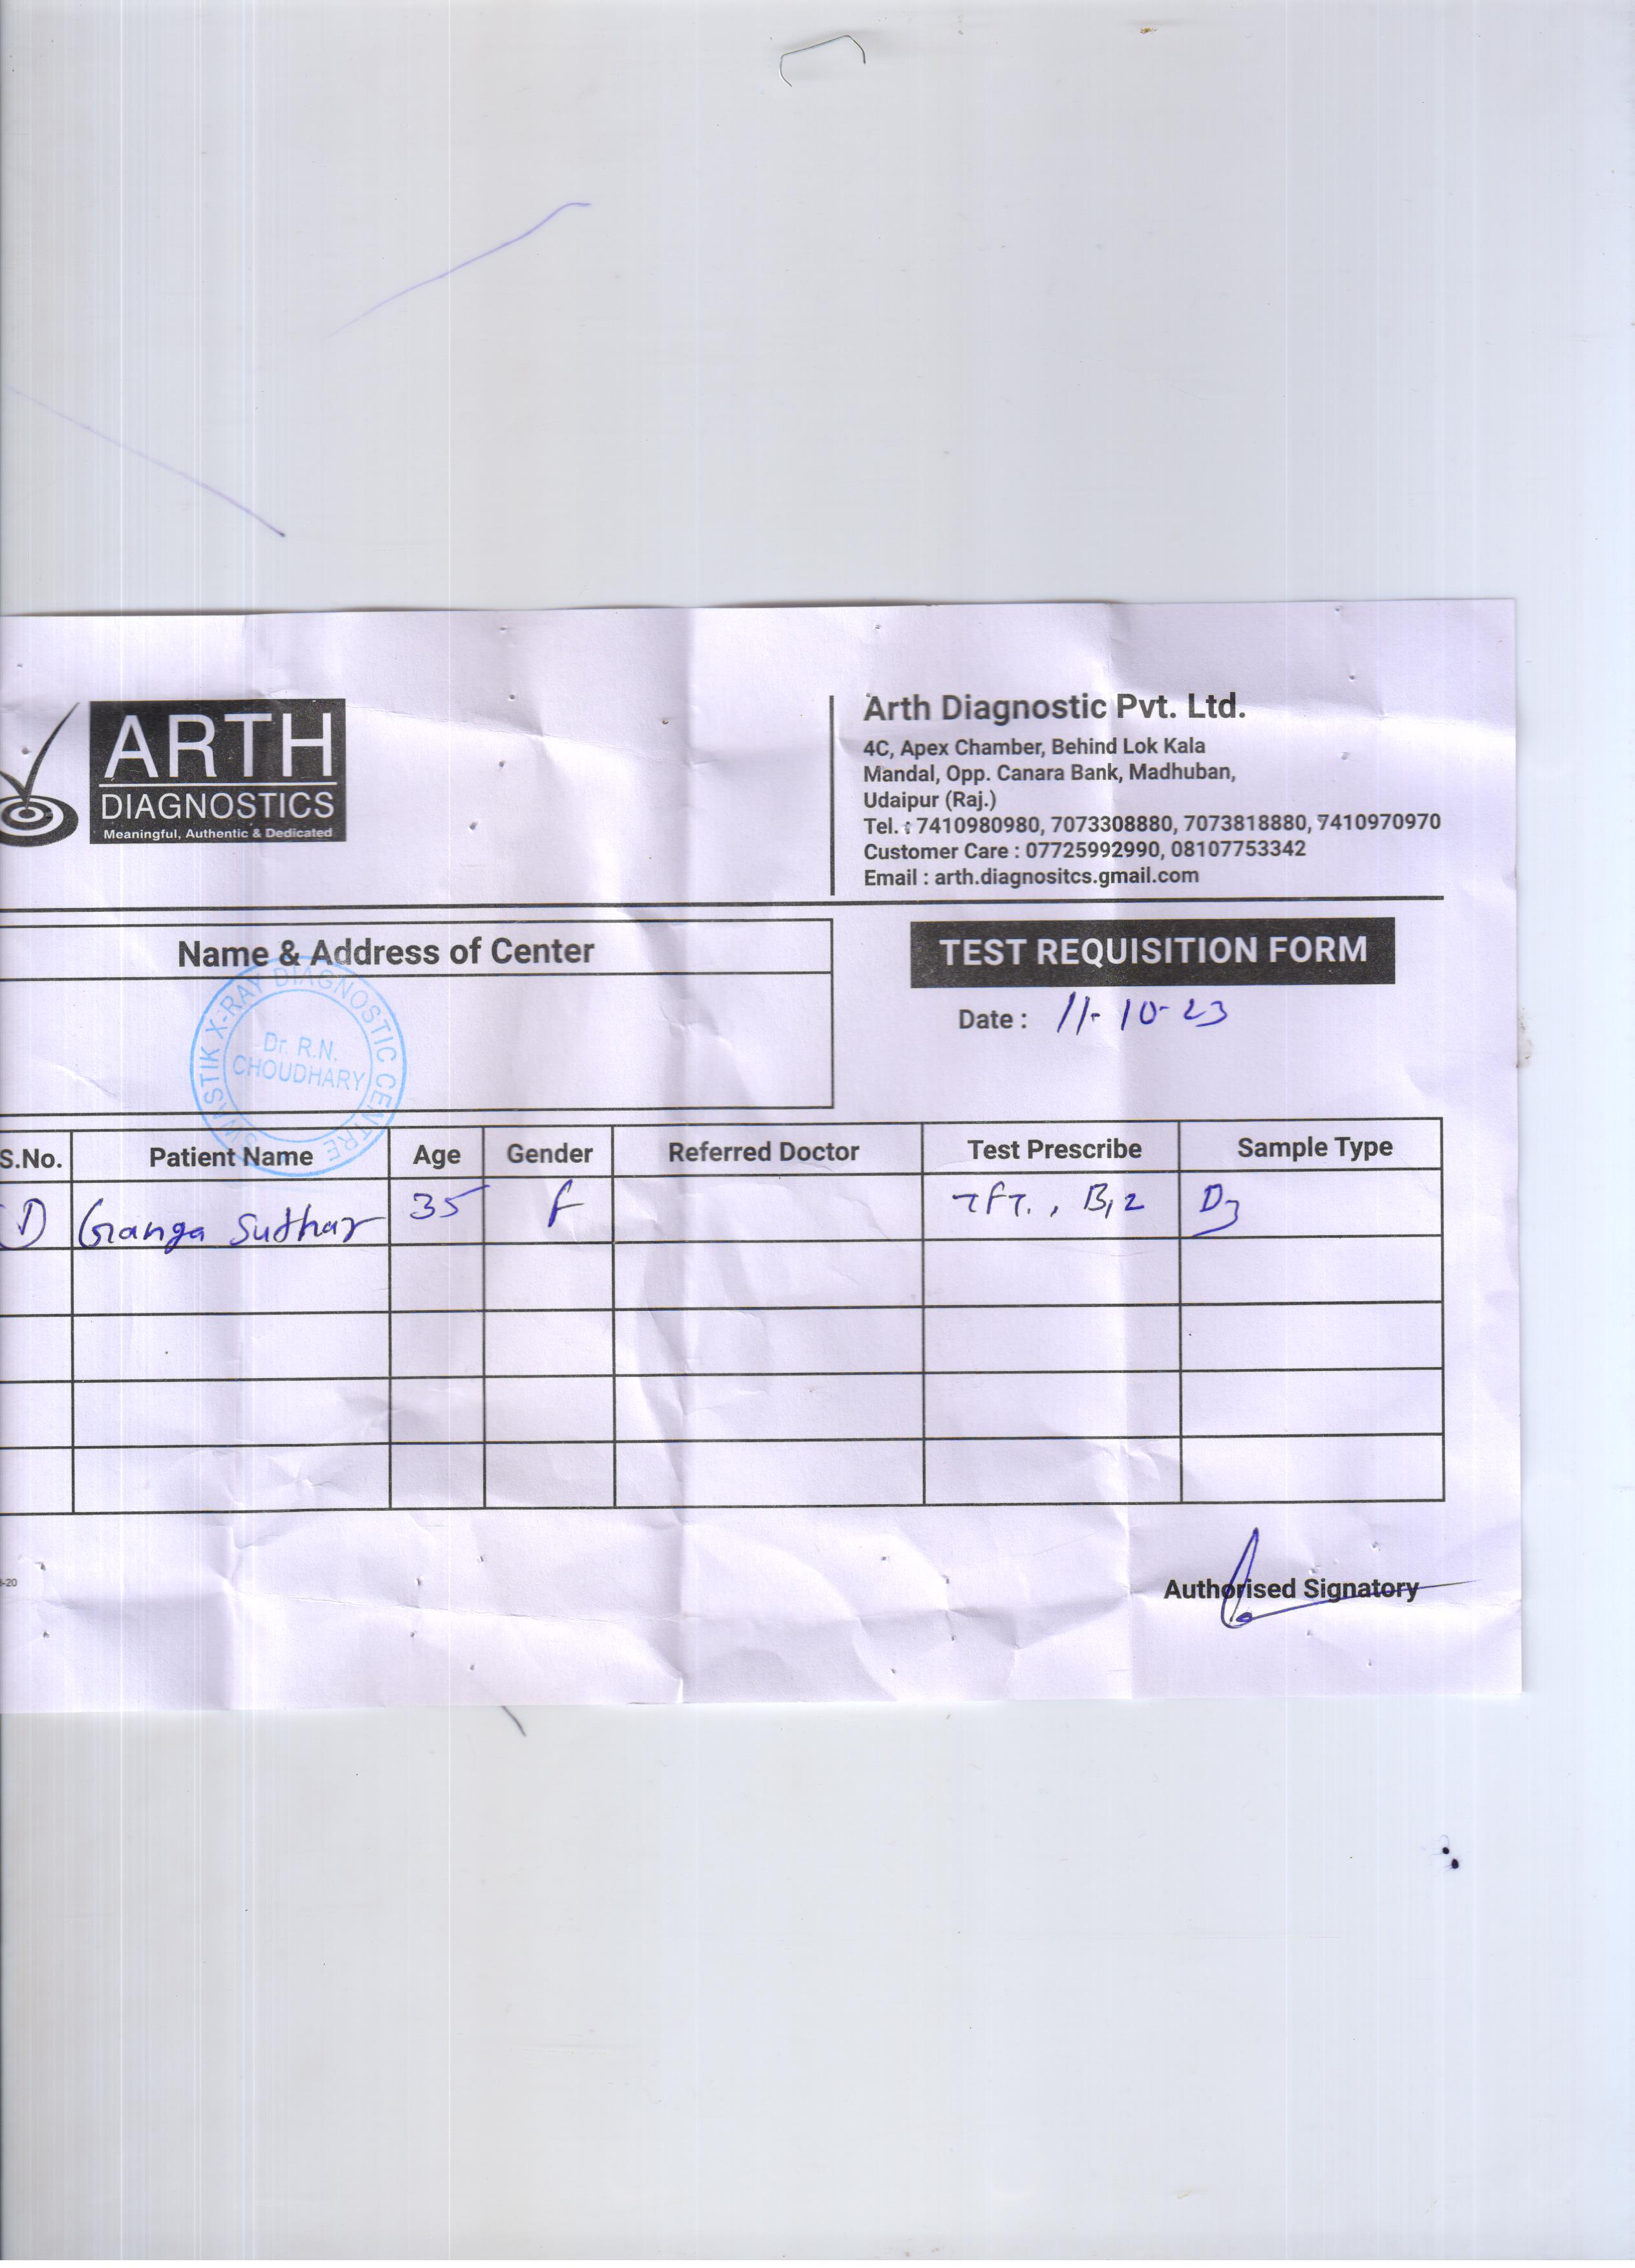 ARTH
DIAGNOSTICS
Meaningful, Authentic & Dedicated
Arth Diagnostic Pvt. Ltd.
4C, Apex Chamber, Behind Lok Kala
Mandal, Opp. Canara Bank, Madhuban,
Udaipur (Raj.)
Tel. : 7410980980, 7073308880, 7073818880, 7410970970
Customer Care : 07725992990, 08107753342
Email : arth.diagnositcs.gmail.com
Name & Address of Center
TEST REQUISITION FORM
Date : 11-10-23
SWASTIK X-RAY DIAGNOSTIC CENTRE
Dr. R.N.
CHOUDHARY
S.No. Patient Name Age Gender Referred Doctor Test Prescribe Sample Type
1) Ganga Suthar 35 F TFT., B12 D3
-20
Authorised Signatory